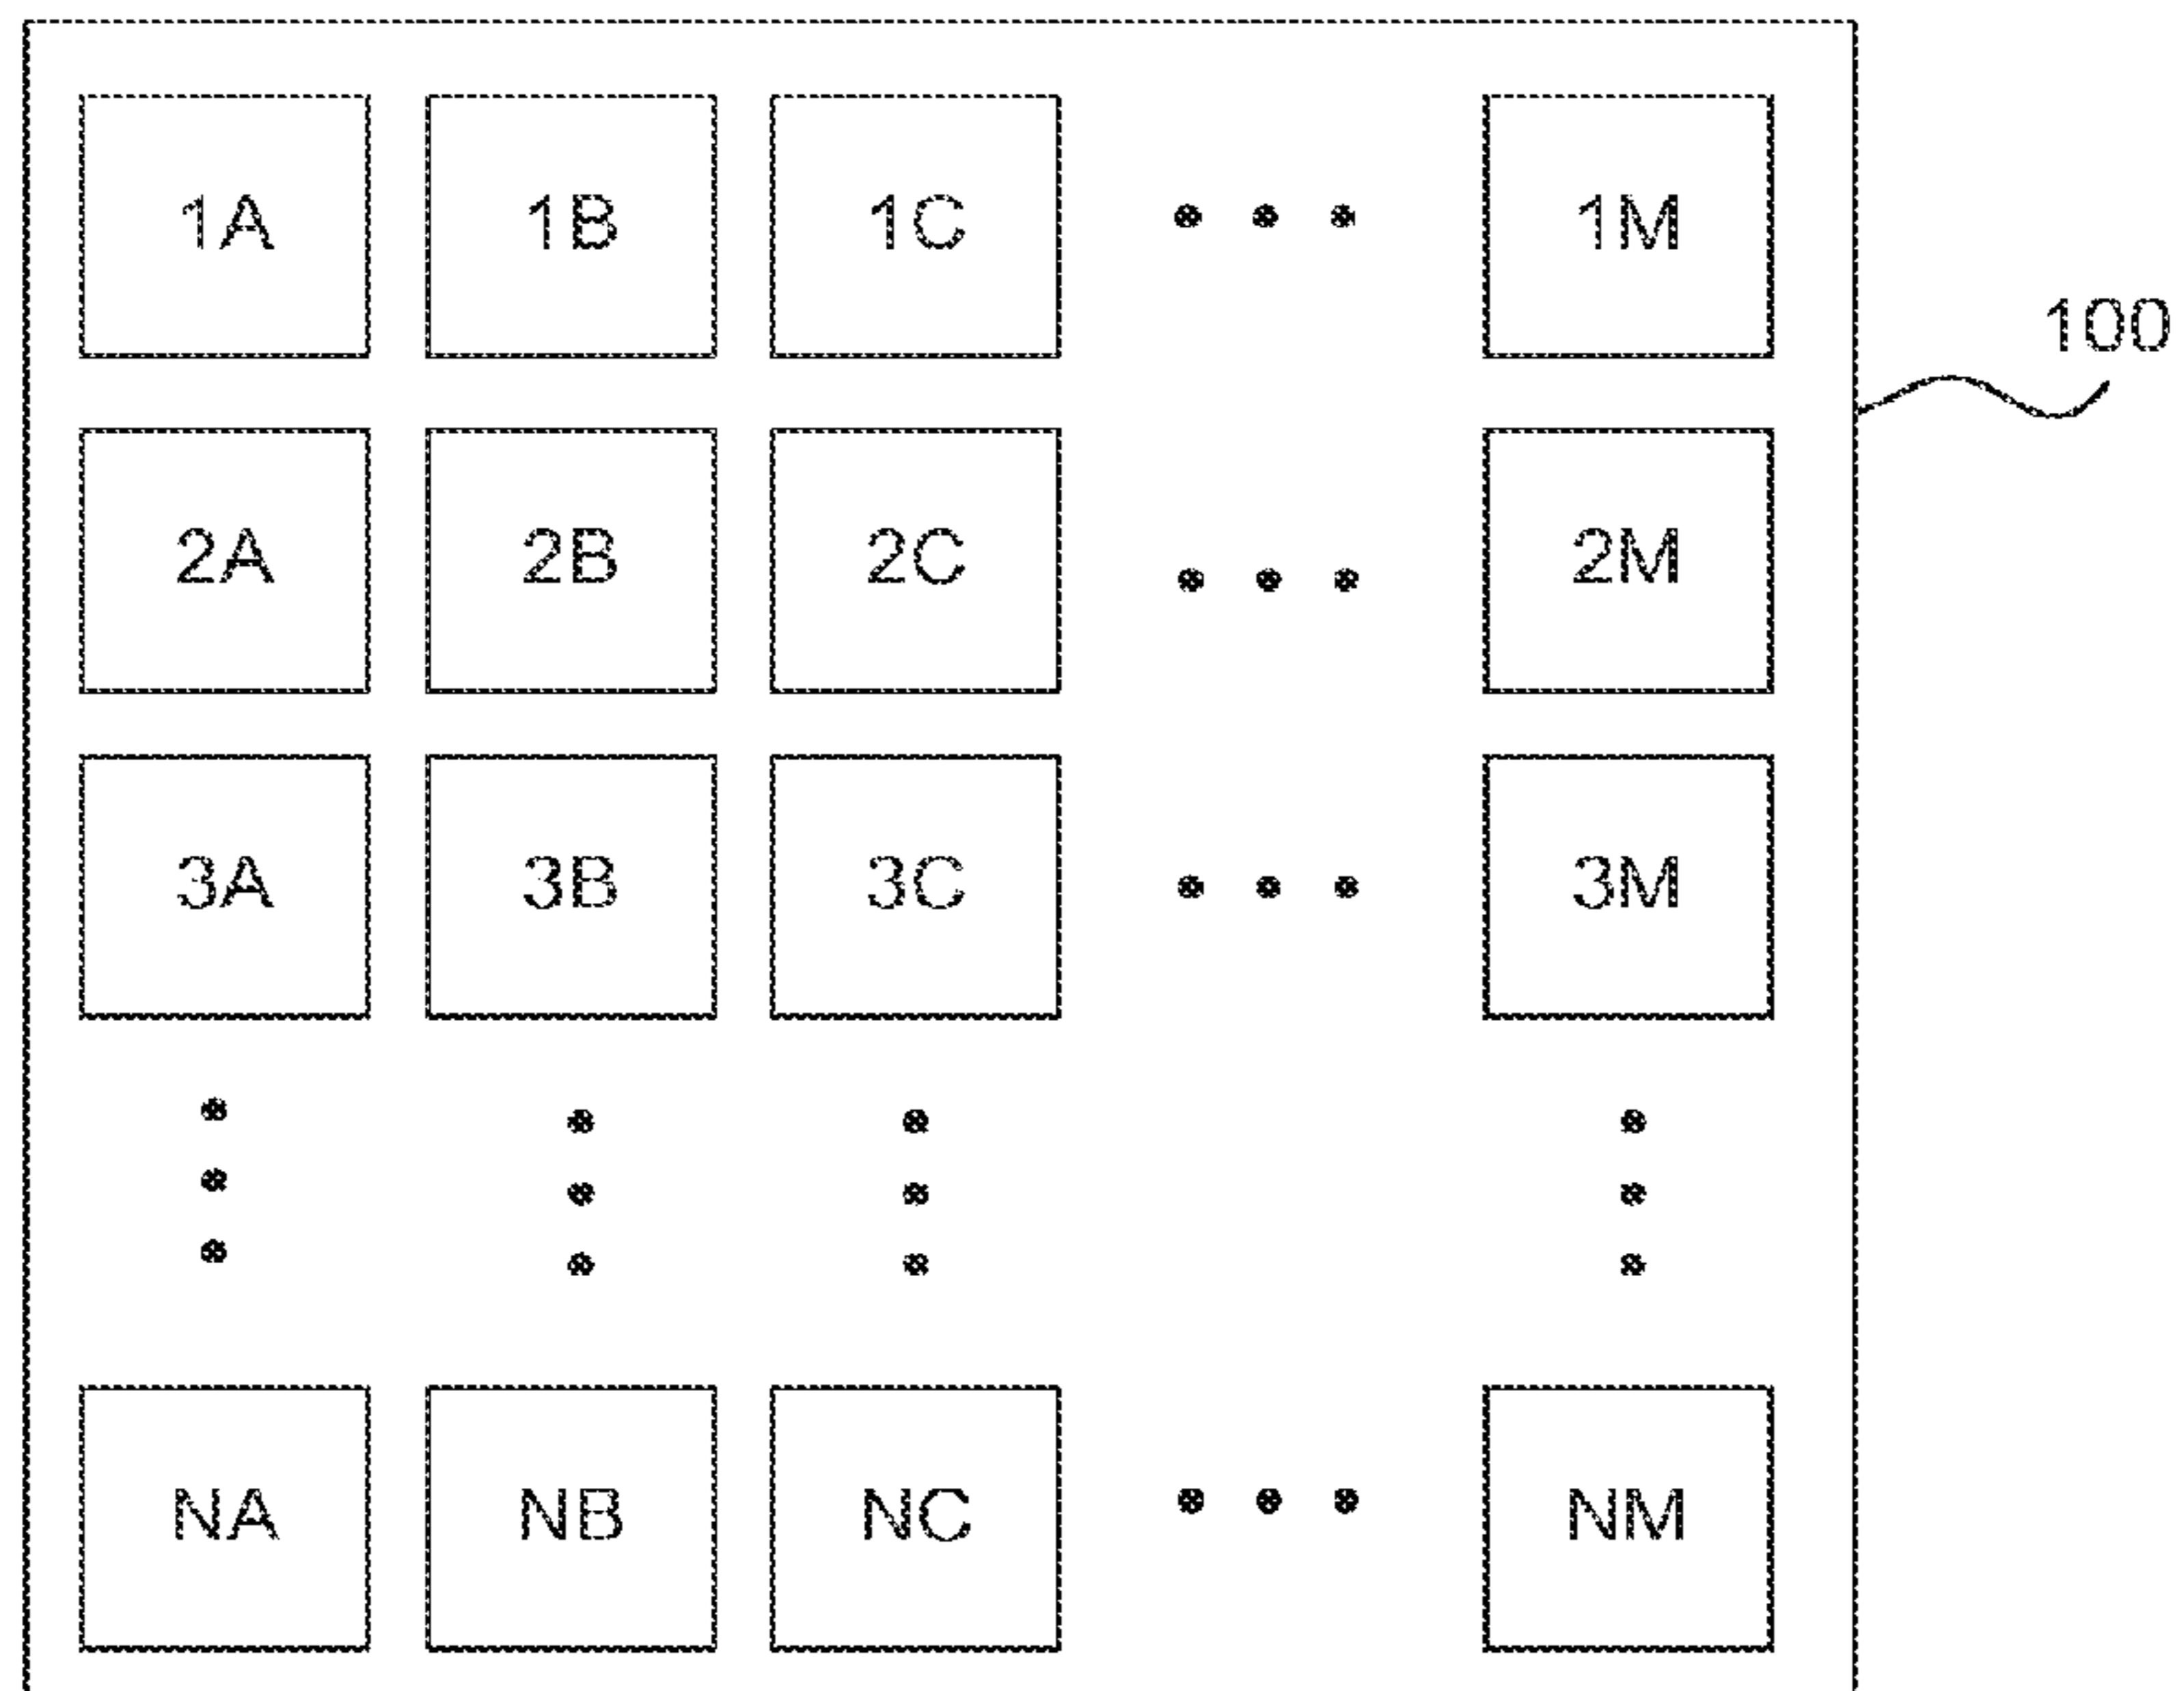 1A 1B 1C • • • 1M
100
2A 2B 2C • • • 2M
3A 3B 3C • • • 3M
NA NB NC • • • NM